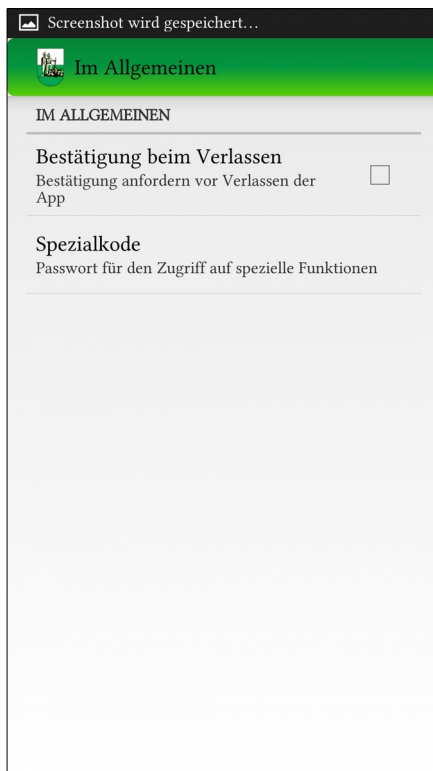 Screenshot wird gespeichert…
Im Allgemeinen
IM ALLGEMEINEN
Bestätigung beim Verlassen
Bestätigung anfordern vor Verlassen der
App
Spezialkode
Passwort für den Zugriff auf spezielle Funktionen